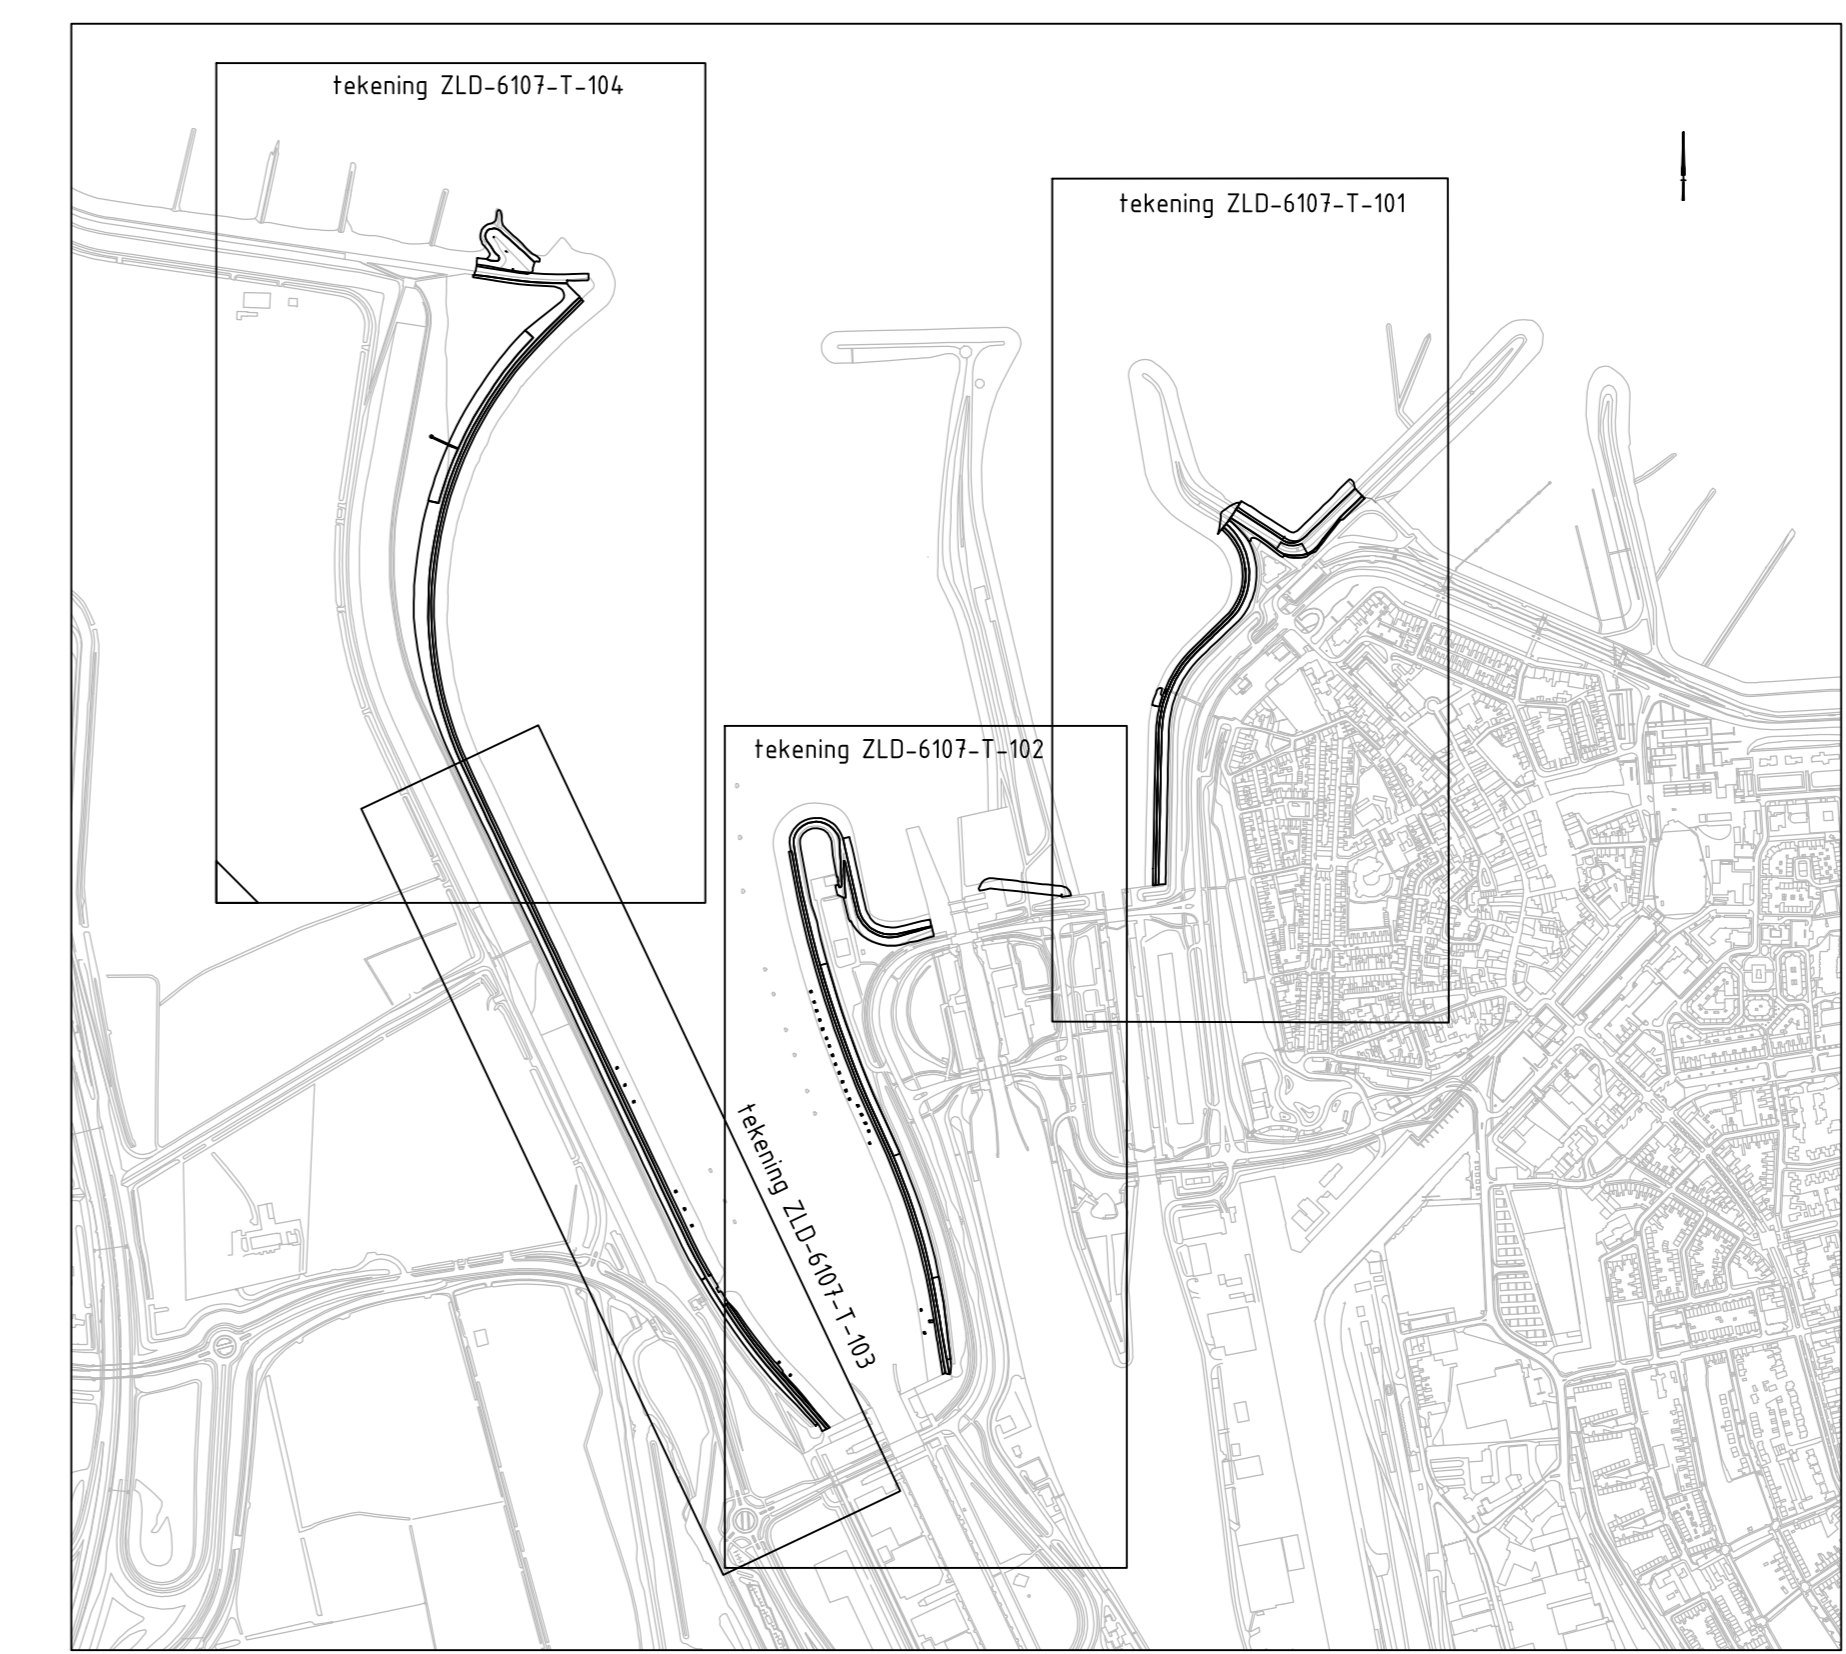 tekening ZLD-6107-T-104
tekening ZLD-6107-T-101
tekening ZLD-6107-T-102
tekening ZLD-6107-T-103